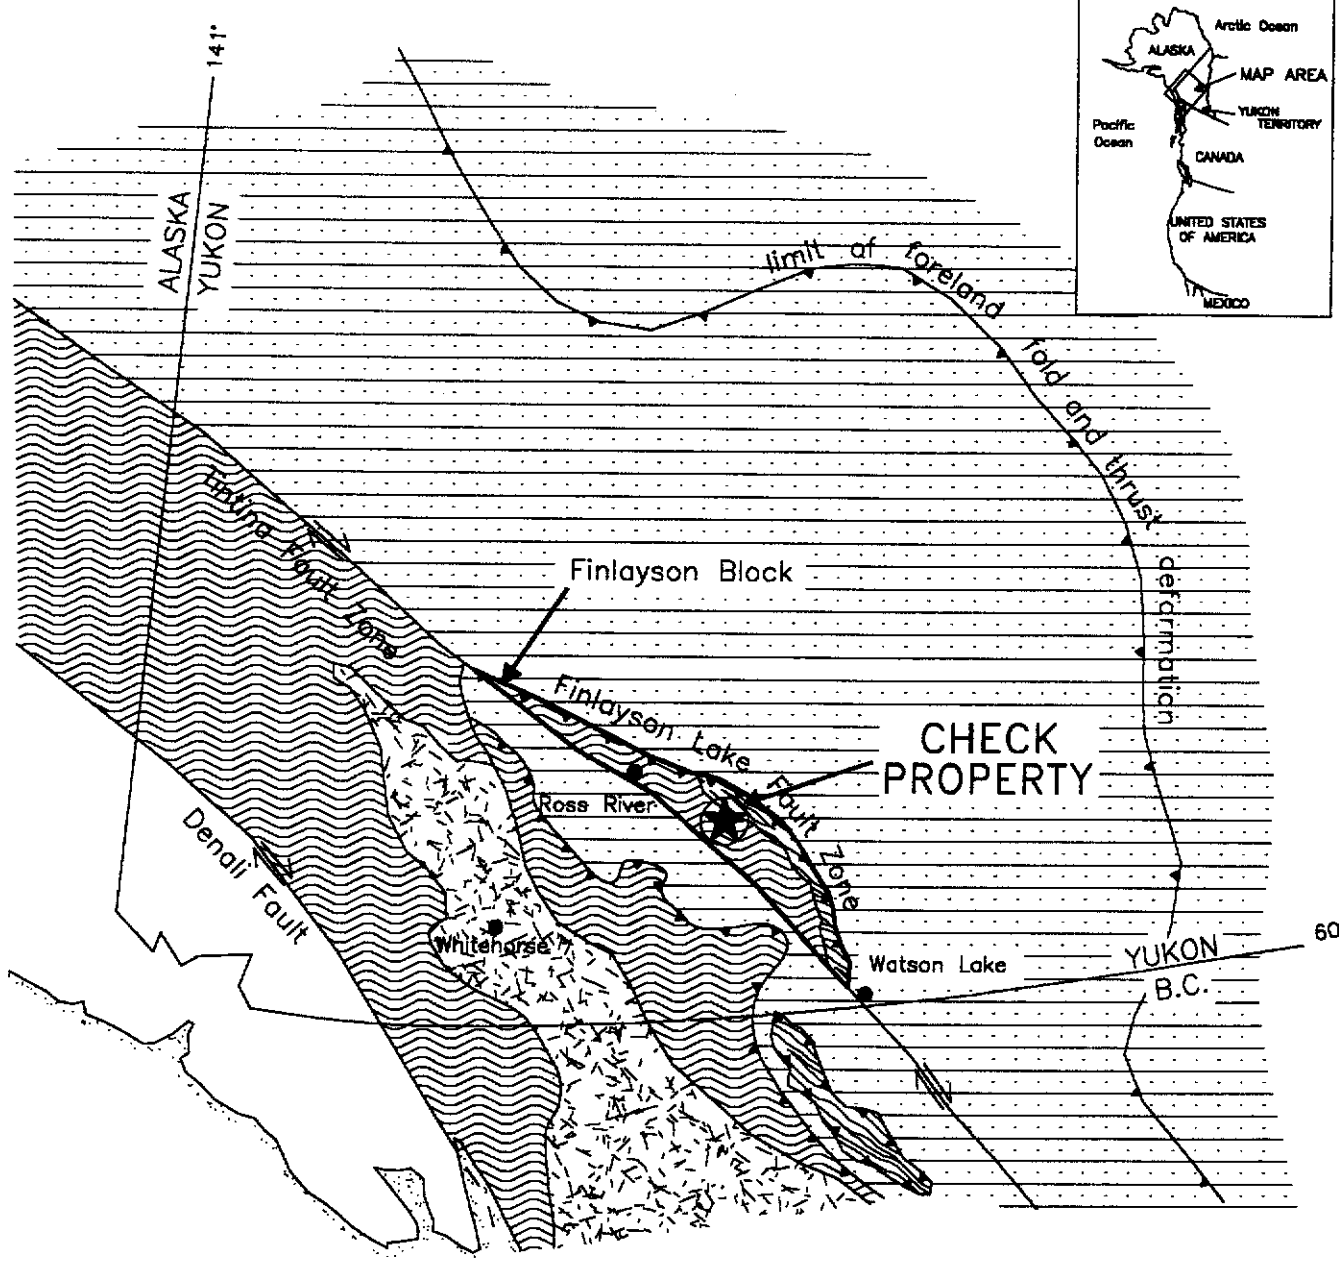 Arctic Ocean
ALASKA
MAP AREA
YUKON
TERRITORY
Pacific
Ocean
CANADA
UNITED STATES
OF AMERICA
MEXICO
141°
ALASKA
YUKON
limit of foreland fold and thrust deformation
Tintina Fault Zone
Finlayson Block
Finlayson Lake Fault Zone
CHECK
PROPERTY
Ross River
Denali Fault
Whitehorse
Watson Lake
60
YUKON
B.C.